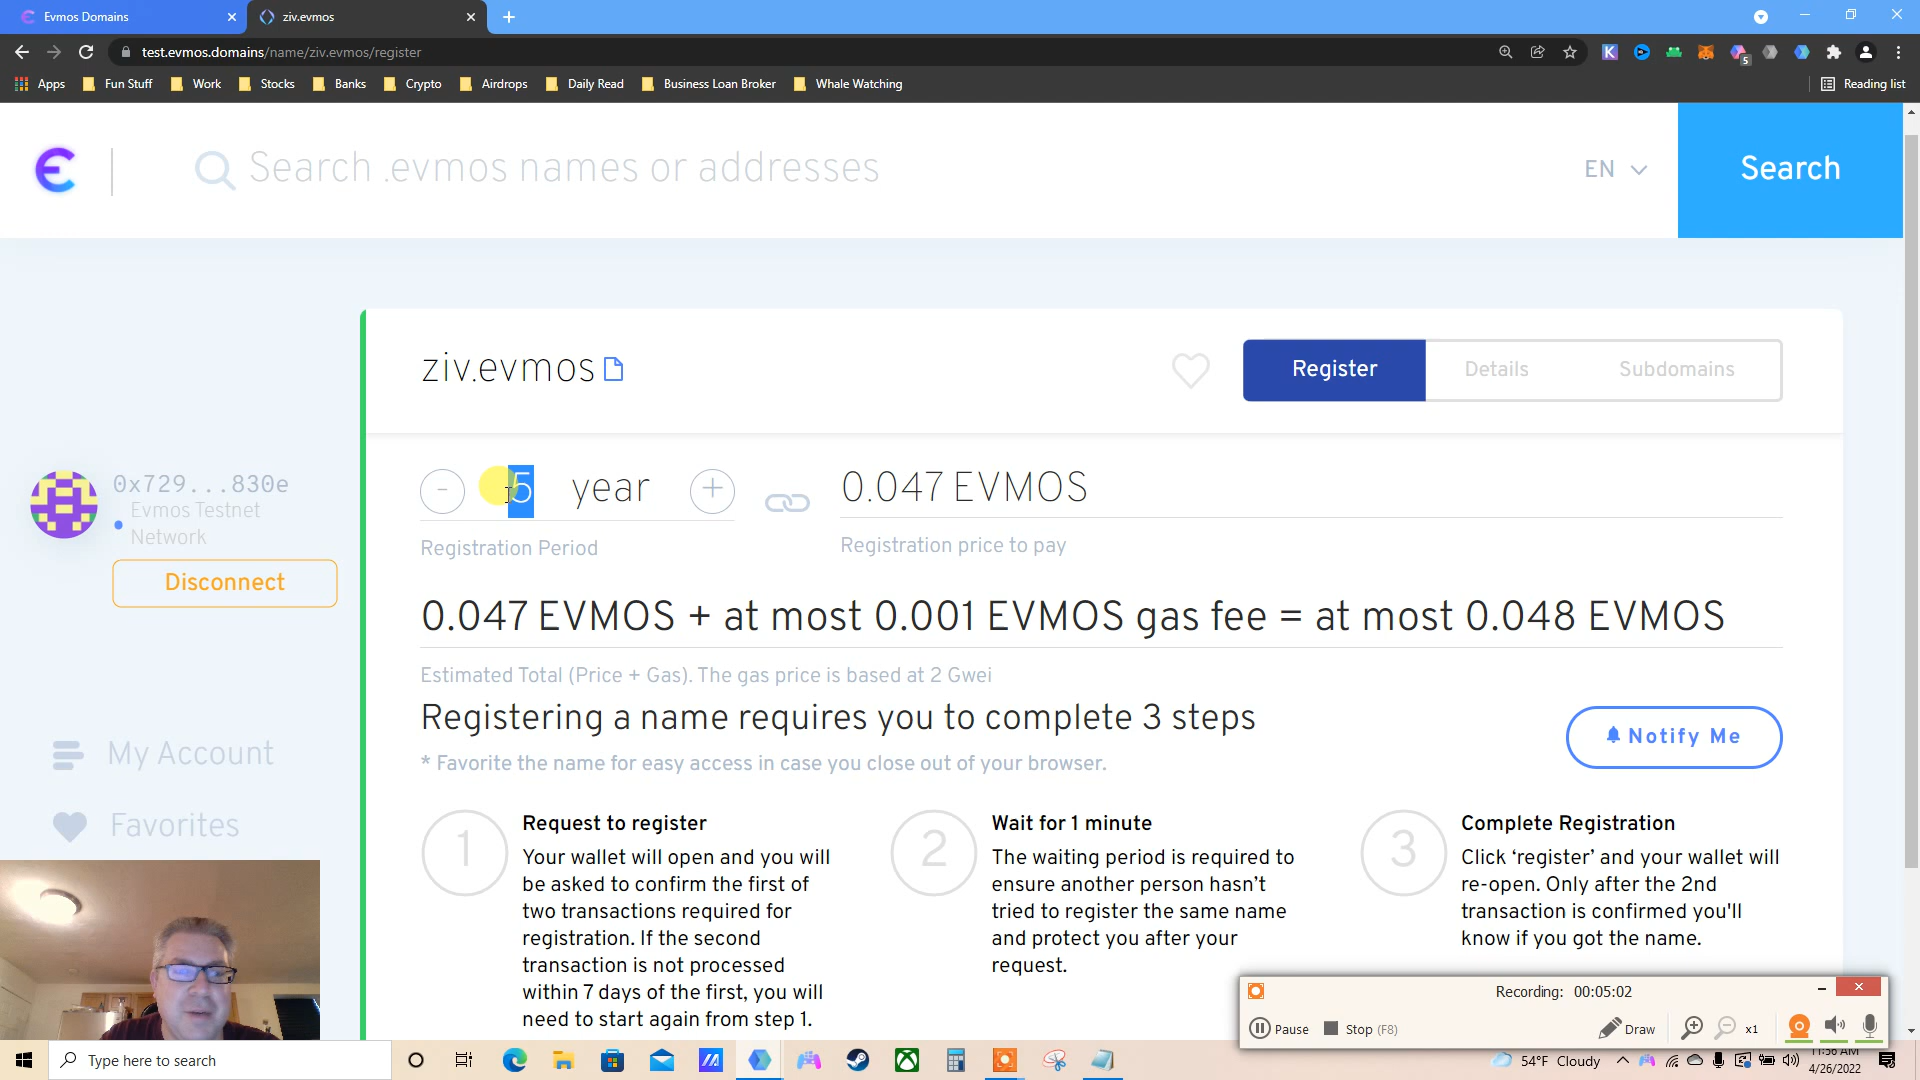 Evmos Domains
ziv.evmos
test.evmos.domains/name/ziv.evmos/register
5
Apps
Fun Stuff
Work
Stocks
Banks
Crypto
Airdrops
Daily Read
Business Loan Broker
Whale Watching
Reading list
Search .evmos names or addresses
EN
Search
ziv.evmos
Register
Details
Subdomains
0x729...830e
Evmos Testnet
Network
Disconnect
- 5 year +
0.047 EVMOS
Registration Period
Registration price to pay
0.047 EVMOS + at most 0.001 EVMOS gas fee = at most 0.048 EVMOS
Estimated Total (Price + Gas). The gas price is based at 2 Gwei
Registering a name requires you to complete 3 steps
Notify Me
* Favorite the name for easy access in case you close out of your browser.
My Account
Favorites
1
Request to register
Your wallet will open and you will
be asked to confirm the first of
two transactions required for
registration. If the second
transaction is not processed
within 7 days of the first, you will
need to start again from step 1.
2
Wait for 1 minute
The waiting period is required to
ensure another person hasn’t
tried to register the same name
and protect you after your
request.
3
Complete Registration
Click ‘register’ and your wallet will
re-open. Only after the 2nd
transaction is confirmed you'll
know if you got the name.
Recording: 00:05:02
Pause
Stop (F8)
Draw
x1
Type here to search
54°F Cloudy
11:56 AM
4/26/2022